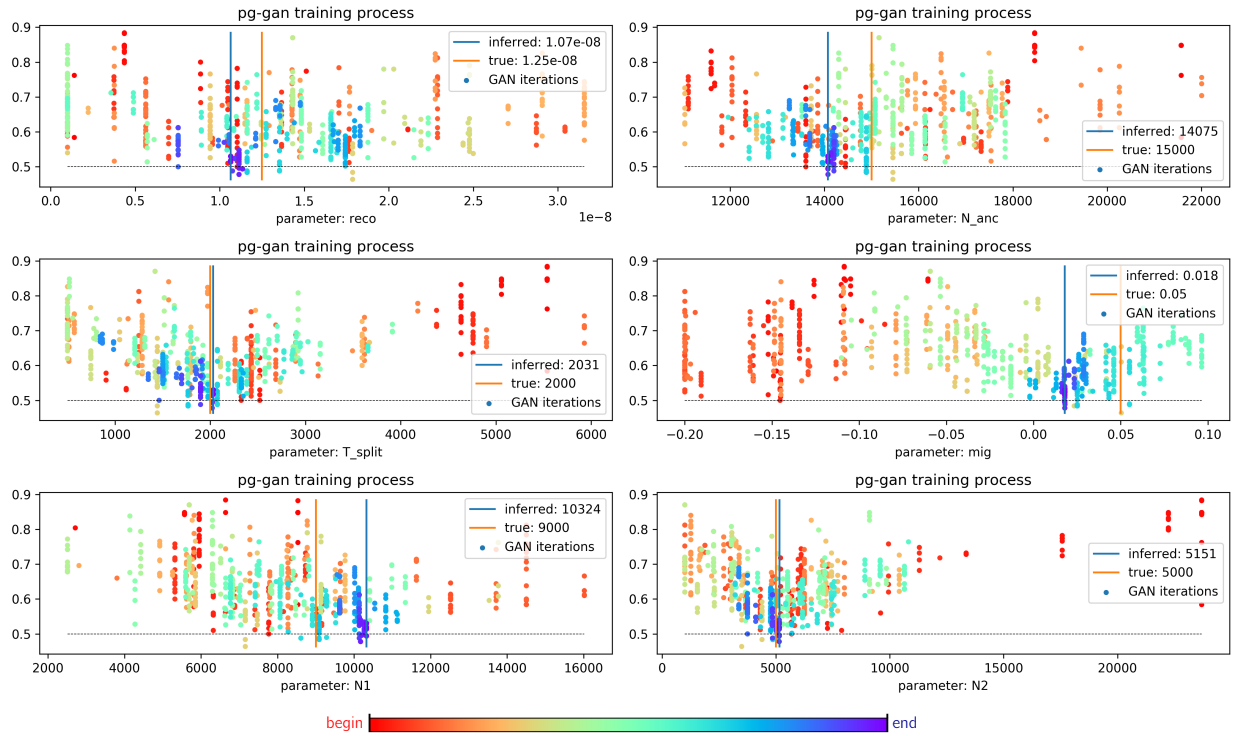 pg-gan training process
0.9
0.8
0.7
0.6
0.5
0.0 0.5 1.0 1.5 2.0 2.5 3.0
1e−8
parameter: reco
inferred: 1.07e-08
true: 1.25e-08
GAN iterations
pg-gan training process
0.9
0.8
0.7
0.6
0.5
12000 14000 16000 18000 20000 22000
parameter: N_anc
inferred: 14075
true: 15000
GAN iterations
pg-gan training process
0.9
0.8
0.7
0.6
0.5
1000 2000 3000 4000 5000 6000
parameter: T_split
inferred: 2031
true: 2000
GAN iterations
pg-gan training process
0.9
0.8
0.7
0.6
0.5
−0.20 −0.15 −0.10 −0.05 0.00 0.05 0.10
parameter: mig
inferred: 0.018
true: 0.05
GAN iterations
pg-gan training process
0.9
0.8
0.7
0.6
0.5
2000 4000 6000 8000 10000 12000 14000 16000
parameter: N1
inferred: 10324
true: 9000
GAN iterations
pg-gan training process
0.9
0.8
0.7
0.6
0.5
0 5000 10000 15000 20000
parameter: N2
inferred: 5151
true: 5000
GAN iterations
begin end